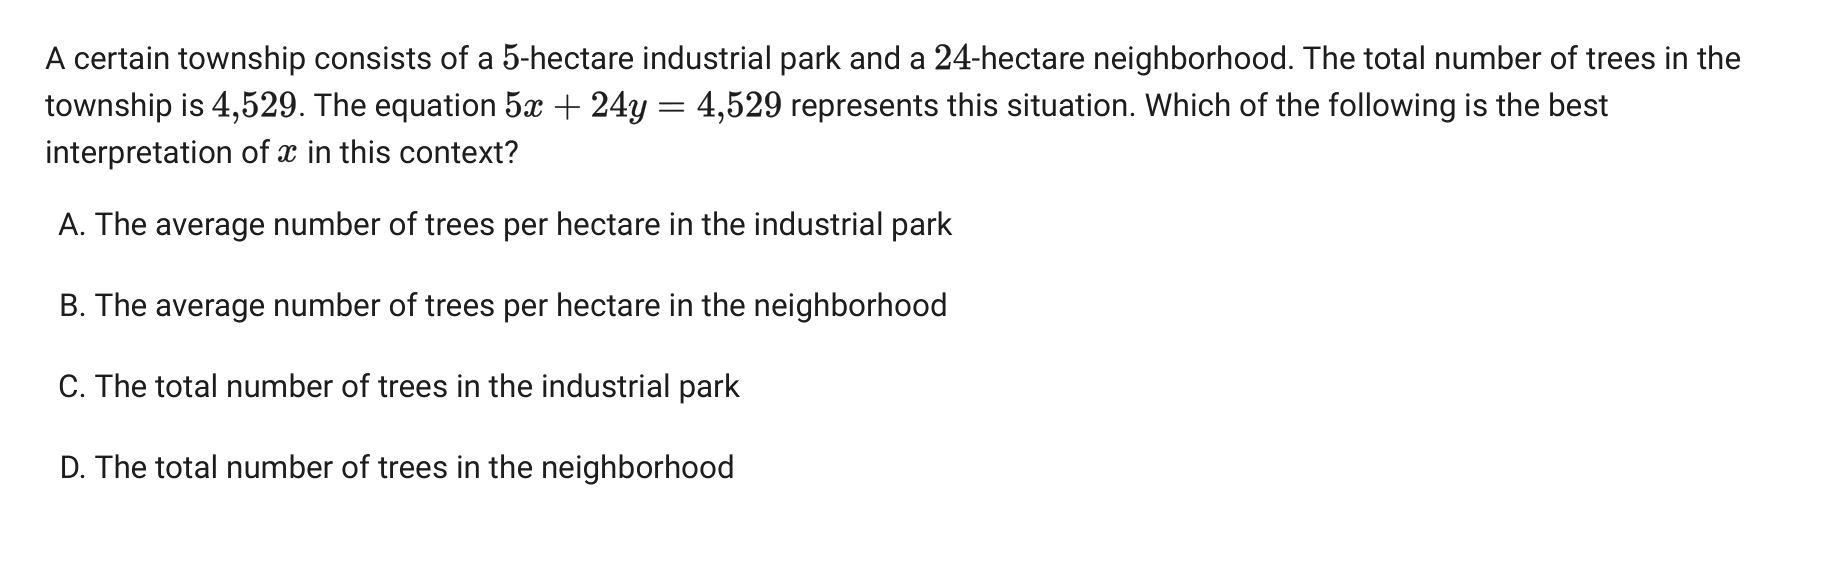 A certain township consists of a 5-hectare industrial park and a 24-hectare neighborhood. The total number of trees in the
township is 4,529. The equation 5x + 24y = 4,529 represents this situation. Which of the following is the best
interpretation of x in this context?
A. The average number of trees per hectare in the industrial park
B. The average number of trees per hectare in the neighborhood
C. The total number of trees in the industrial park
D. The total number of trees in the neighborhood